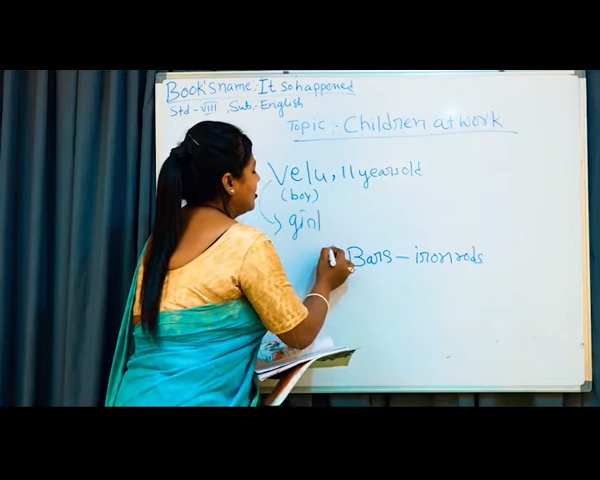 Book's name: It so happened
Std - VIII, Sub:- English
Topic :- Children at work
Velu, 11 years old
(boy)
girl
Bars - iron rods